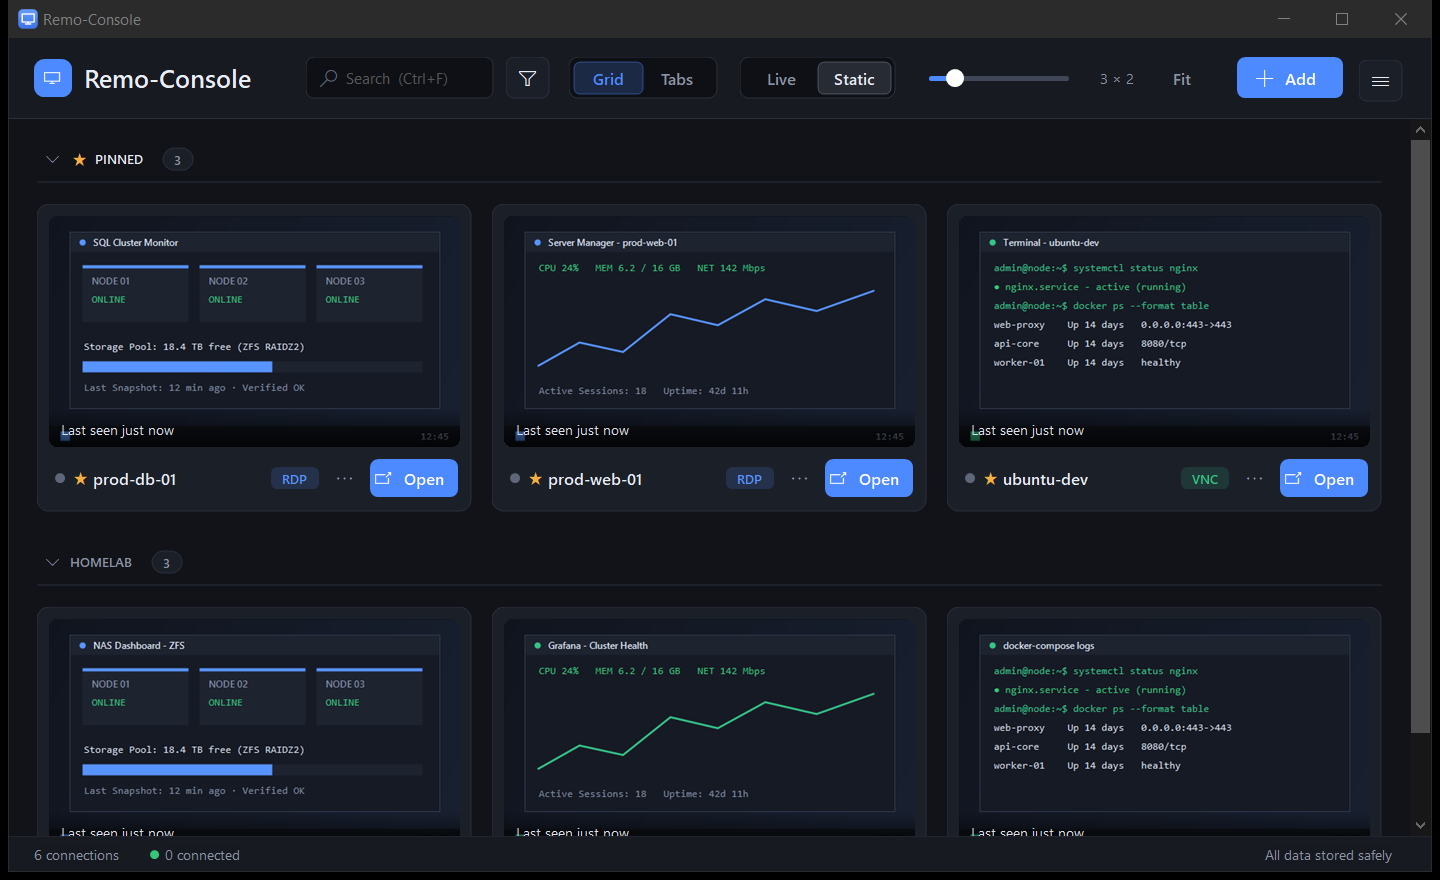 Remo-Console
Remo-Console
Search (Ctrl+F)
Grid
Tabs
Live
Static
3 × 2
Fit
Add
★ PINNED 3
SQL Cluster Monitor
NODE 01
ONLINE
NODE 02
ONLINE
NODE 03
ONLINE
Storage Pool: 18.4 TB free (ZFS RAIDZ2)
Last Snapshot: 12 min ago · Verified OK
Last seen just now
12:45
★ prod-db-01
RDP
···
Open
Server Manager - prod-web-01
CPU 24% MEM 6.2 / 16 GB NET 142 Mbps
Active Sessions: 18 Uptime: 42d 11h
Last seen just now
12:45
★ prod-web-01
RDP
···
Open
Terminal - ubuntu-dev
admin@node:~$ systemctl status nginx
● nginx.service - active (running)
admin@node:~$ docker ps --format table
web-proxy Up 14 days 0.0.0.0:443->443
api-core Up 14 days 8080/tcp
worker-01 Up 14 days healthy
Last seen just now
12:45
★ ubuntu-dev
VNC
···
Open
HOMELAB 3
NAS Dashboard - ZFS
NODE 01
ONLINE
NODE 02
ONLINE
NODE 03
ONLINE
Storage Pool: 18.4 TB free (ZFS RAIDZ2)
Last Snapshot: 12 min ago · Verified OK
Last seen just now
Grafana - Cluster Health
CPU 24% MEM 6.2 / 16 GB NET 142 Mbps
Active Sessions: 18 Uptime: 42d 11h
Last seen just now
docker-compose logs
admin@node:~$ systemctl status nginx
● nginx.service - active (running)
admin@node:~$ docker ps --format table
web-proxy Up 14 days 0.0.0.0:443->443
api-core Up 14 days 8080/tcp
worker-01 Up 14 days healthy
Last seen just now
6 connections
0 connected
All data stored safely